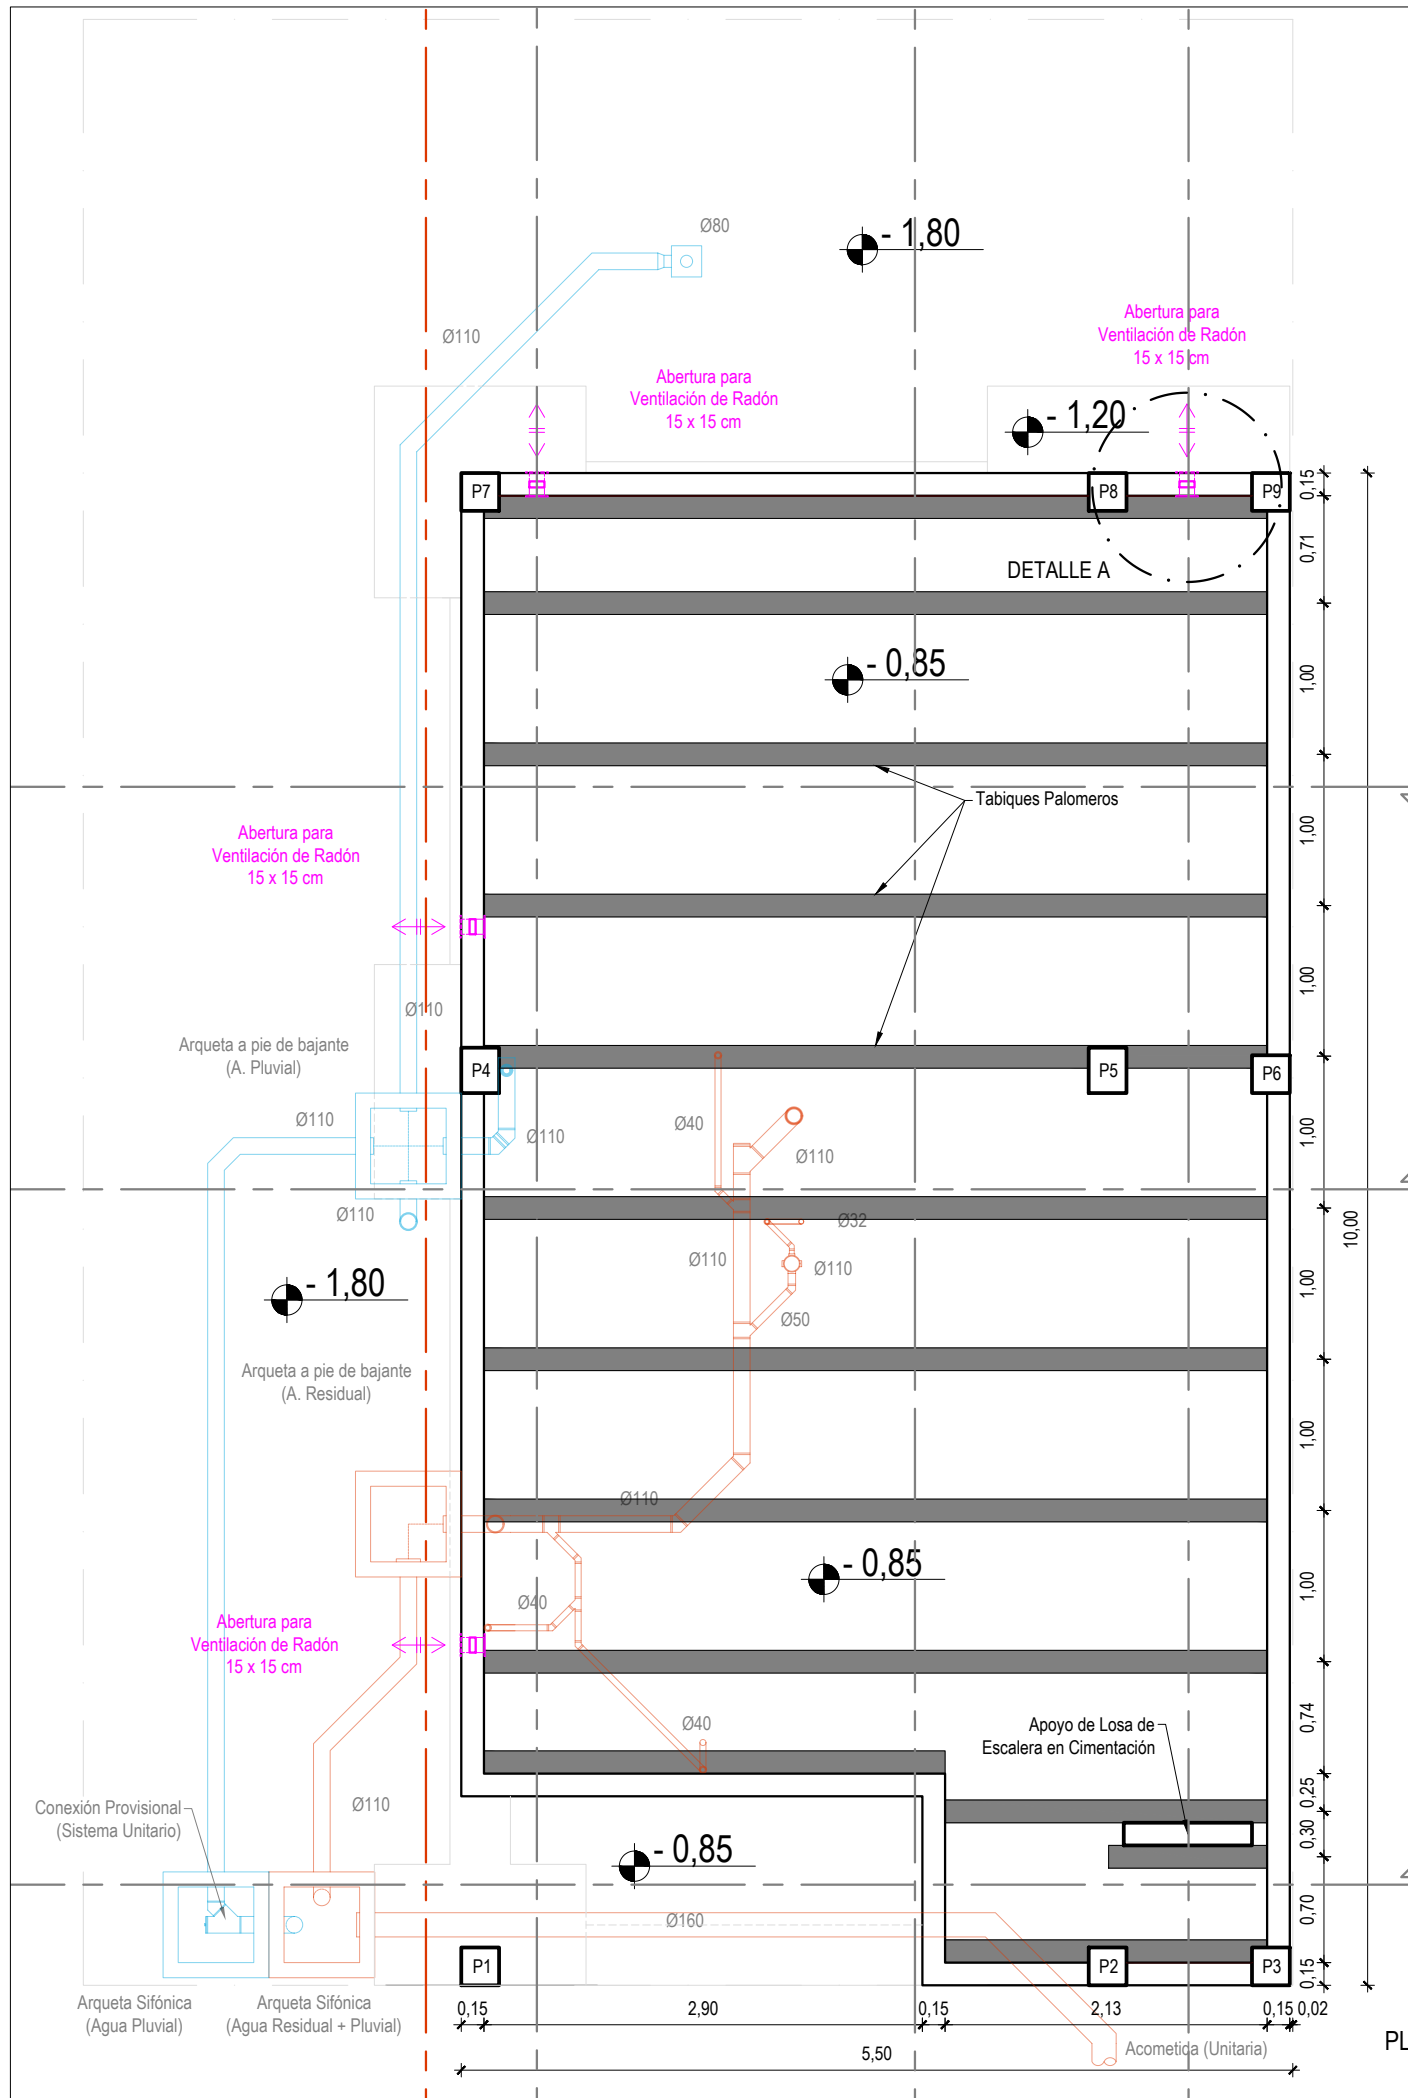 Ø80
- 1,80
Ø110
Abertura para
Ventilación de Radón
15 x 15 cm
Abertura para
Ventilación de Radón
15 x 15 cm
- 1,20
P7
P8
P9
0,15
DETALLE A
0,71
- 0,85
1,00
Tabiques Palomeros
1,00
Abertura para
Ventilación de Radón
15 x 15 cm
1,00
Ø110
Arqueta a pie de bajante
(A. Pluvial)
P4
P5
P6
Ø110
Ø110
Ø40
Ø110
1,00
Ø110
Ø32
10,00
Ø110
Ø110
- 1,80
1,00
Ø50
Arqueta a pie de bajante
(A. Residual)
1,00
Ø110
- 0,85
1,00
Ø40
Abertura para
Ventilación de Radón
15 x 15 cm
Ø40
0,74
Apoyo de Losa de
Escalera en Cimentación
Conexión Provisional
(Sistema Unitario)
Ø110
0,25
0,30
- 0,85
0,70
Ø160
P1
P2
P3
0,15
Arqueta Sifónica
(Agua Pluvial)
Arqueta Sifónica
(Agua Residual + Pluvial)
0,15
2,90
0,15
2,13
0,15
0,02
5,50
Acometica (Unitaria)
PL